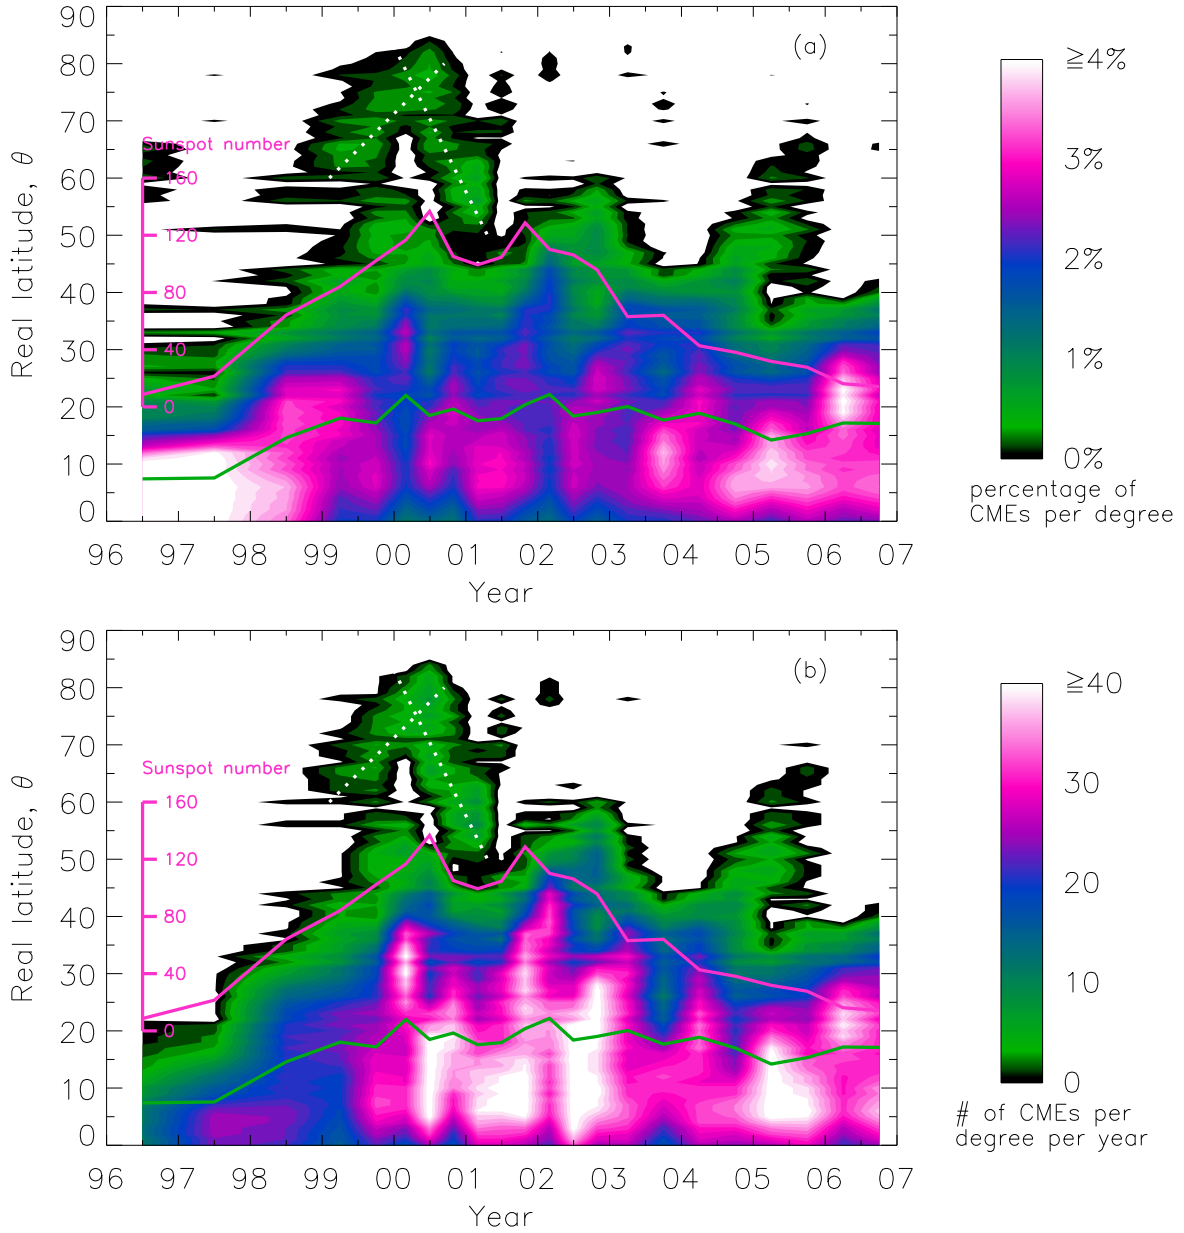 (a)
90
80
70
60
50
40
30
20
10
0
Real latitude, θ
Sunspot number
160
120
80
40
0
96 97 98 99 00 01 02 03 04 05 06 07
Year
≧4%
3%
2%
1%
0%
percentage of
CMEs per degree
(b)
90
80
70
60
50
40
30
20
10
0
Real latitude, θ
Sunspot number
160
120
80
40
0
96 97 98 99 00 01 02 03 04 05 06 07
Year
≧40
30
20
10
0
# of CMEs per
degree per year